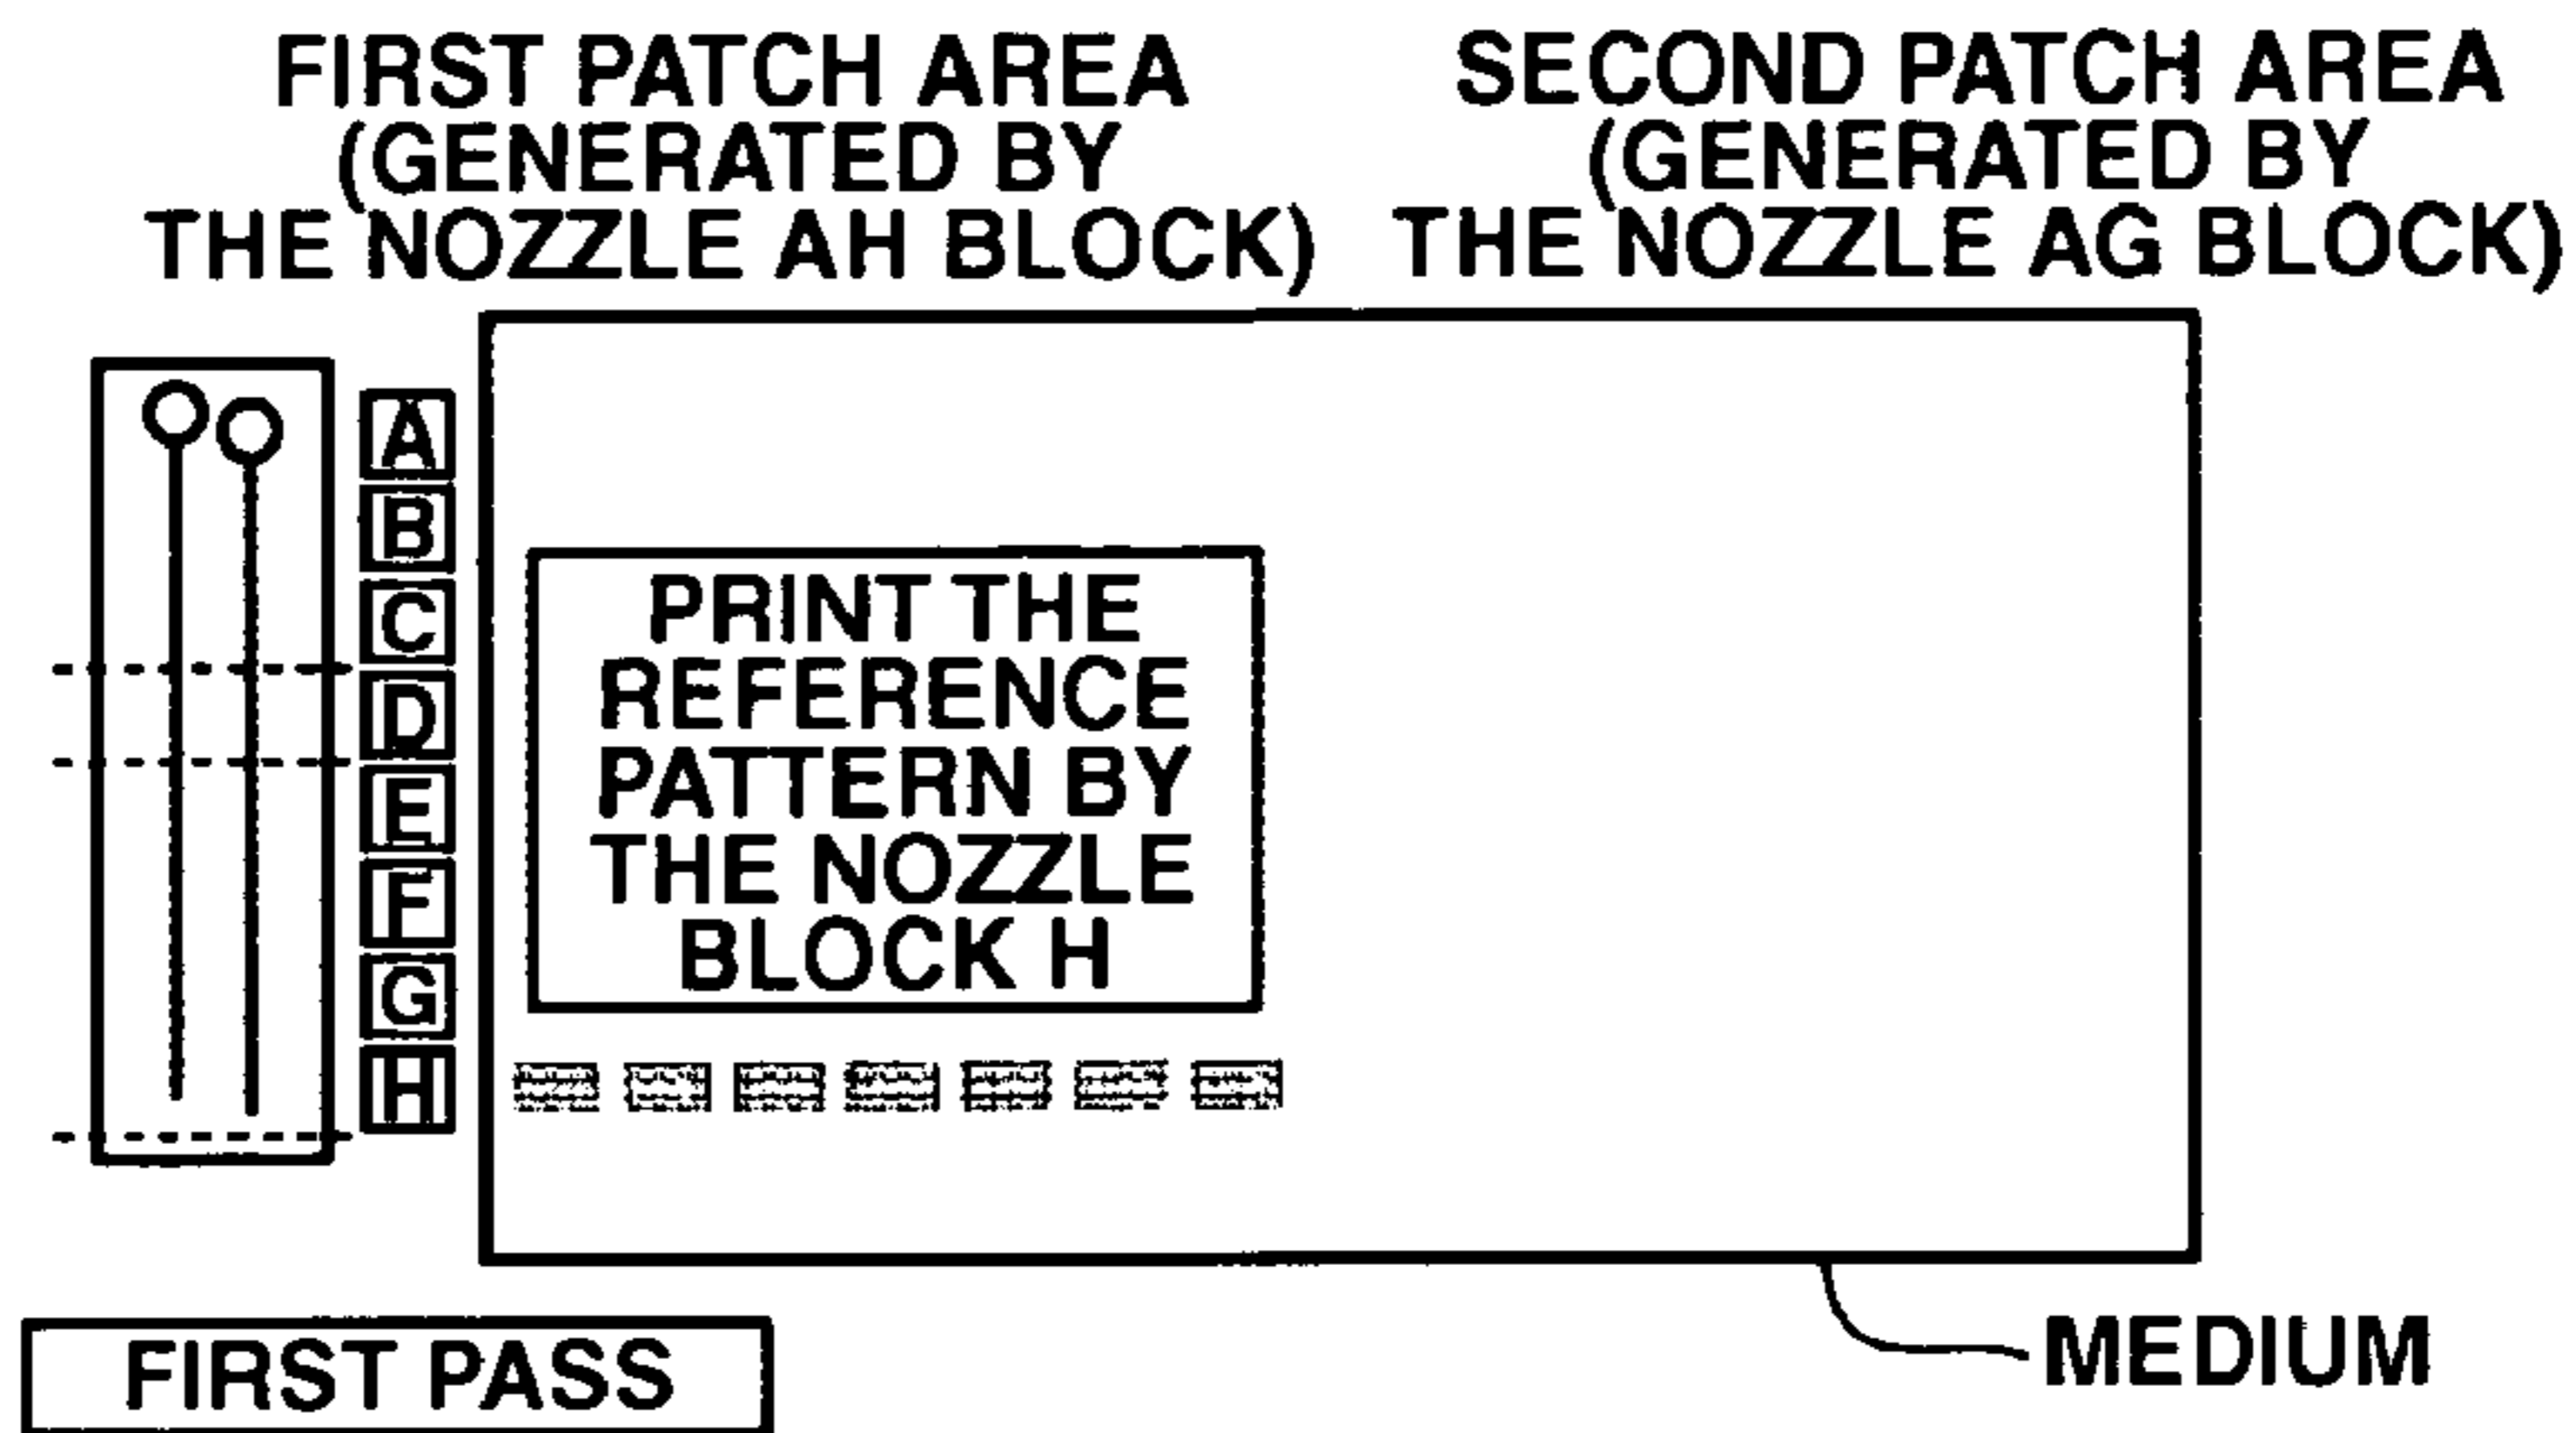 FIRST PATCH AREA
(GENERATED BY
THE NOZZLE AH BLOCK)
SECOND PATCH AREA
(GENERATED BY
THE NOZZLE AG BLOCK)
A
B
C
D
E
F
G
H
PRINT THE
REFERENCE
PATTERN BY
THE NOZZLE
BLOCK H
FIRST PASS
MEDIUM